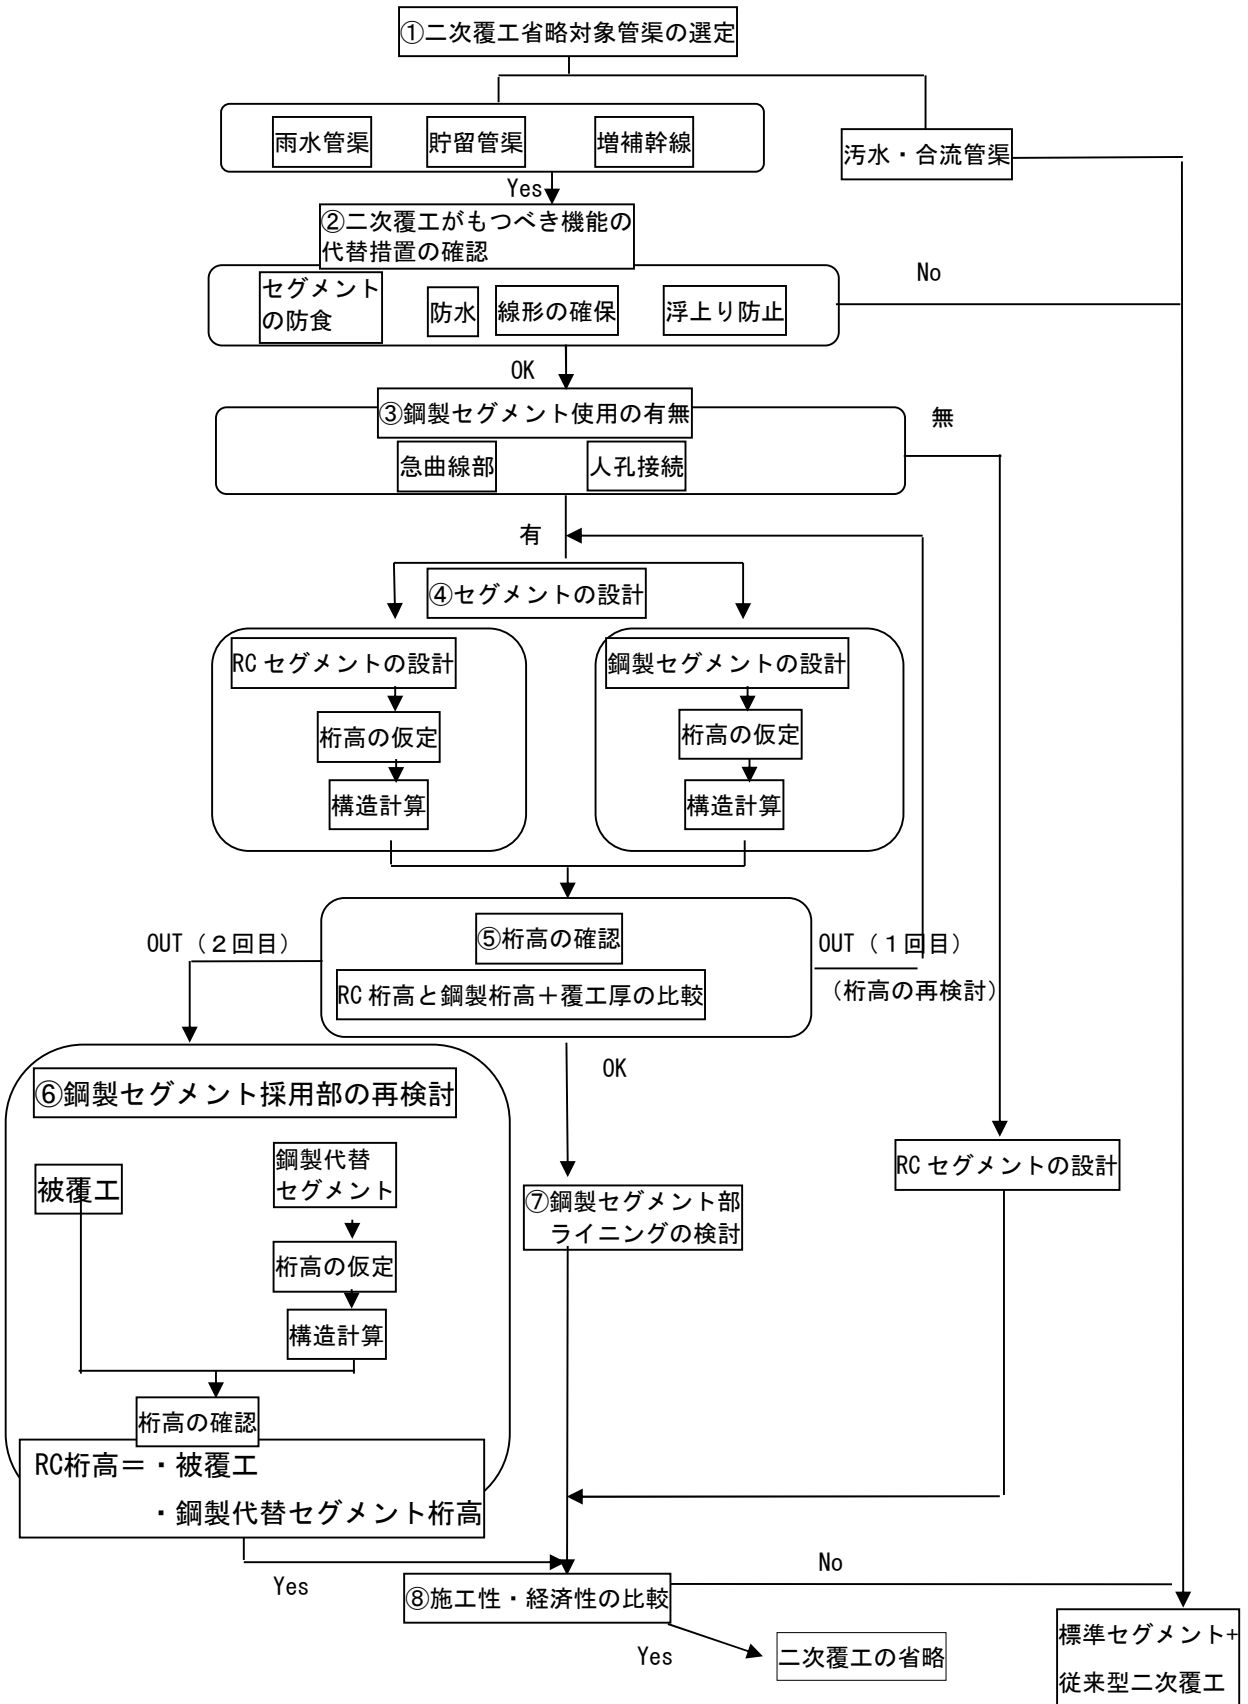 ①二次覆工省略対象管渠の選定
雨水管渠
貯留管渠
増補幹線
汚水・合流管渠
Yes
②二次覆工がもつべき機能の
代替措置の確認
No
セグメント
の防食
防水
線形の確保
浮上り防止
OK
③鋼製セグメント使用の有無
無
急曲線部
人孔接続
有
④セグメントの設計
RC セグメントの設計
鋼製セグメントの設計
桁高の仮定
桁高の仮定
構造計算
構造計算
OUT（２回目）
⑤桁高の確認
OUT（１回目）
RC 桁高と鋼製桁高＋覆工厚の比較
（桁高の再検討）
OK
⑥鋼製セグメント採用部の再検討
鋼製代替
セグメント
被覆工
RC セグメントの設計
⑦鋼製セグメント部
ライニングの検討
桁高の仮定
構造計算
桁高の確認
RC桁高＝・被覆工
・鋼製代替セグメント桁高
Yes
No
⑧施工性・経済性の比較
Yes
二次覆工の省略
標準セグメント+
従来型二次覆工